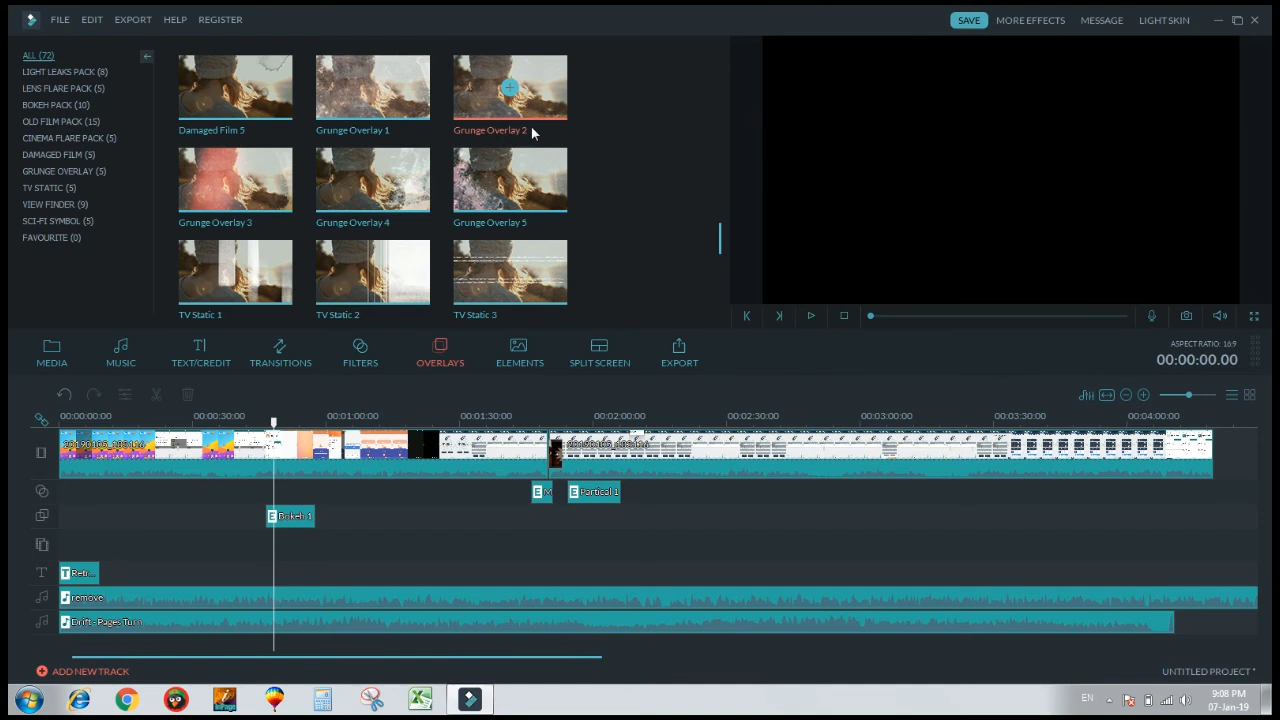 FILE EDIT EXPORT HELP REGISTER SAVE MORE EFFECTS MESSAGE LIGHT SKIN
ALL (72)
LIGHT LEAKS PACK (8)
LENS FLARE PACK (5)
BOKEH PACK (10)
OLD FILM PACK (15)
CINEMA FLARE PACK (5)
DAMAGED FILM (5)
GRUNGE OVERLAY (5)
TV STATIC (5)
VIEW FINDER (9)
SCI-FI SYMBOL (5)
FAVOURITE (0)
Damaged Film 5 Grunge Overlay 1 Grunge Overlay 2
Grunge Overlay 3 Grunge Overlay 4 Grunge Overlay 5
TV Static 1 TV Static 2 TV Static 3
MEDIA MUSIC TEXT/CREDIT TRANSITIONS FILTERS OVERLAYS ELEMENTS SPLIT SCREEN EXPORT
ASPECT RATIO: 16:9
00:00:00.00
00:00:00:00 00:00:30:00 00:01:00:00 00:01:30:00 00:02:00:00 00:02:30:00 00:03:00:00 00:03:30:00 00:04:00:00
E M E Partical 1
E Bokeh 1
T Retr...
remove
Drift - Pages Turn
ADD NEW TRACK UNTITLED PROJECT *
EN 9:08 PM
07-Jan-19